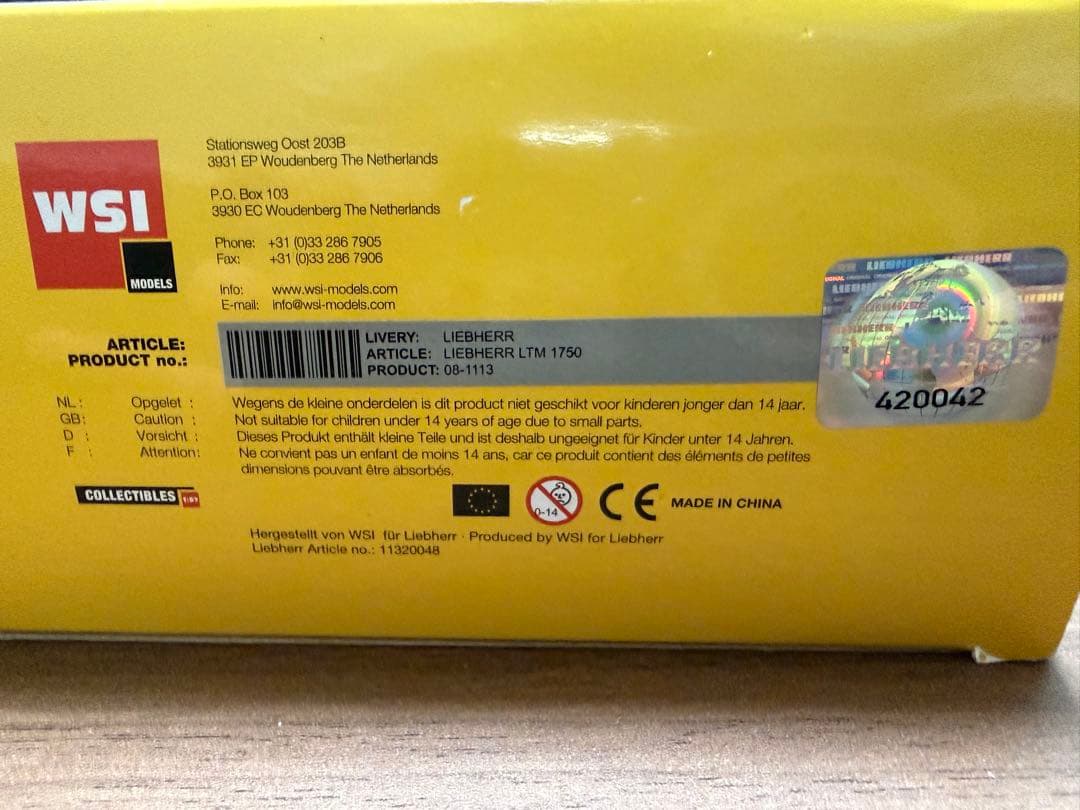 WSI
MODELS
Stationsweg Oost 203B
3931 EP Woudenberg The Netherlands
P.O. Box 103
3930 EC Woudenberg The Netherlands
Phone: +31 (0)33 286 7905
Fax: +31 (0)33 286 7906
Info: www.wsi-models.com
E-mail: info@wsi-models.com
ARTICLE:
PRODUCT no.:
LIVERY: LIEBHERR
ARTICLE: LIEBHERR LTM 1750
PRODUCT: 08-1113
LIEBHERR
420042
NL : Opgelet : Wegens de kleine onderdelen is dit product niet geschikt voor kinderen jonger dan 14 jaar.
GB: Caution : Not suitable for children under 14 years of age due to small parts.
D : Vorsicht : Dieses Produkt enthält kleine Teile und ist deshalb ungeeignet für Kinder unter 14 Jahren.
F : Attention: Ne convient pas un enfant de moins 14 ans, car ce produit contient des éléments de petites
dimensions pouvant être absorbés.
COLLECTIBLES 1:87
0-14
CE
MADE IN CHINA
Hergestellt von WSI für Liebherr · Produced by WSI for Liebherr
Liebherr Article no.: 11320048